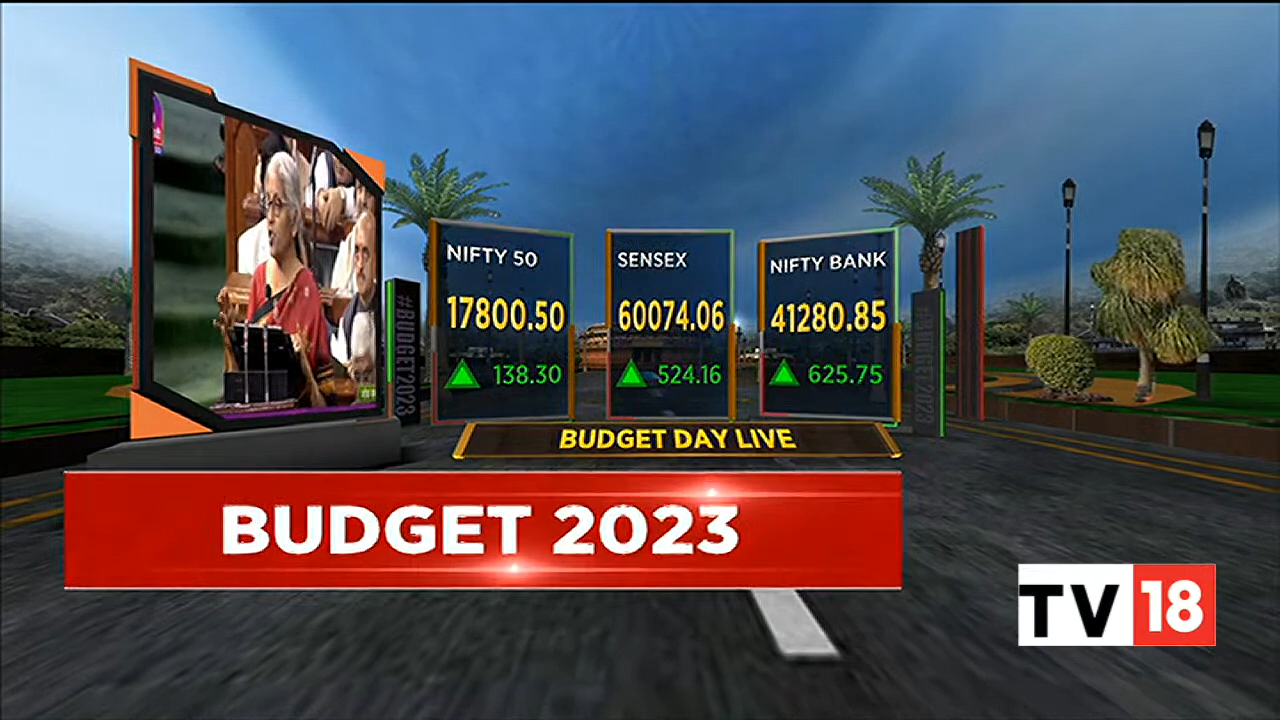 NIFTY 50
17800.50
138.30
SENSEX
60074.06
524.16
NIFTY BANK
41280.85
625.75
#BUDGET2023
#BUDGET2023
BUDGET DAY LIVE
BUDGET 2023
TV18